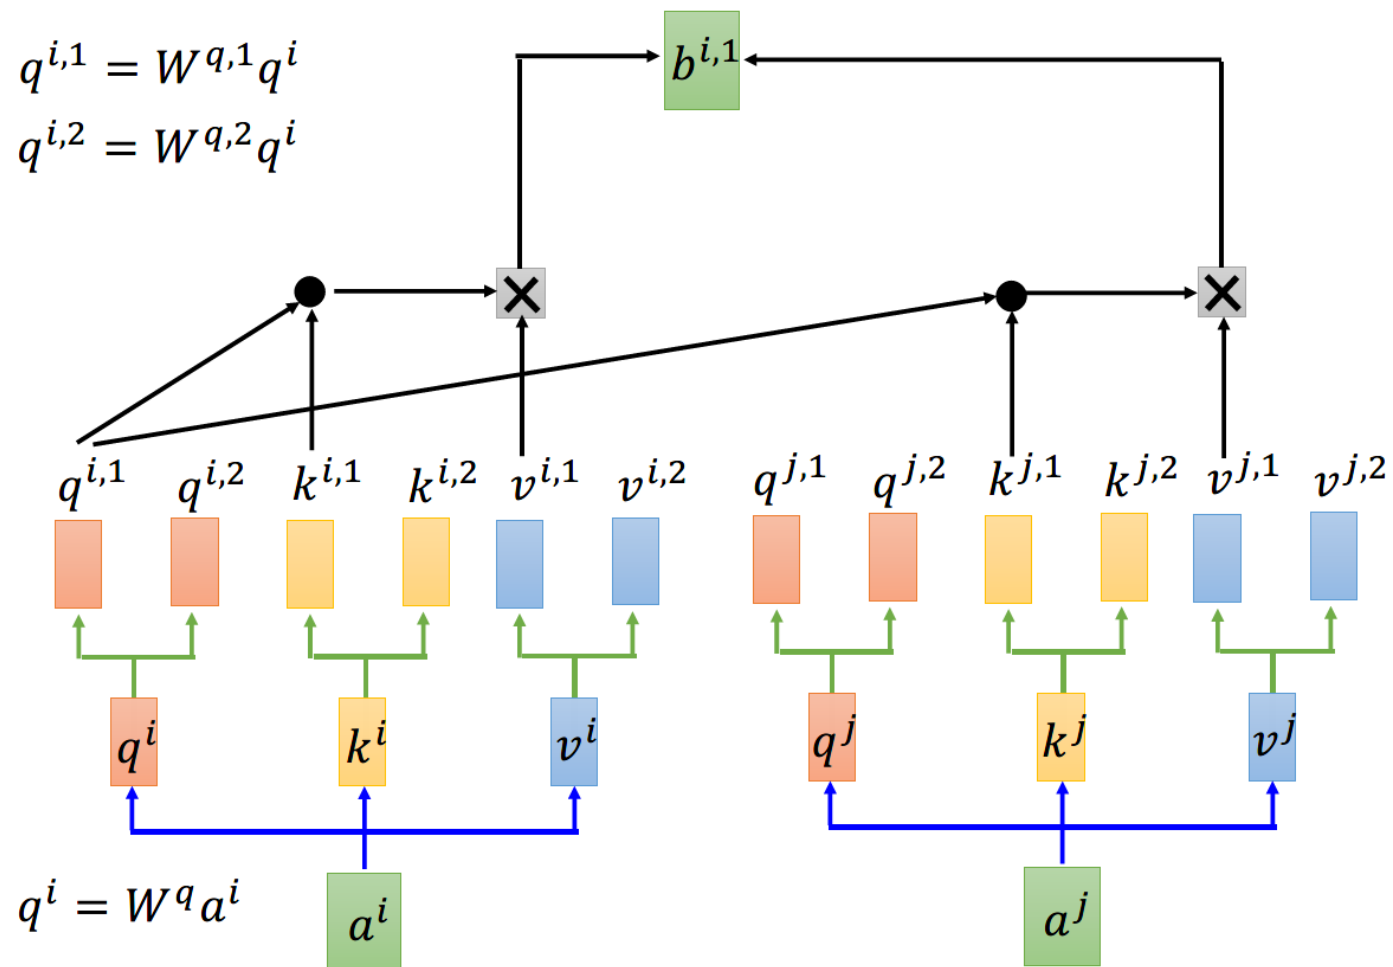 q^{i,1} = W^{q,1}q^i
b^{i,1}
q^{i,2} = W^{q,2}q^i
q^{i,1} q^{i,2} k^{i,1} k^{i,2} v^{i,1} v^{i,2} q^{j,1} q^{j,2} k^{j,1} k^{j,2} v^{j,1} v^{j,2}
q^i k^i v^i q^j k^j v^j
q^i = W^q a^i
a^i a^j